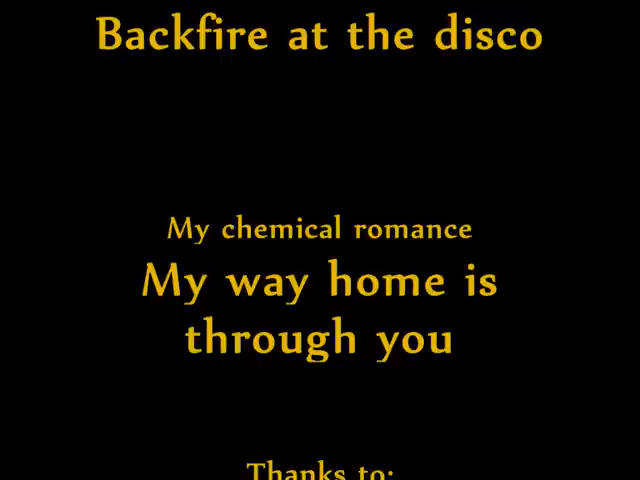 Backfire at the disco
My chemical romance
My way home is
through you
Thanks to: